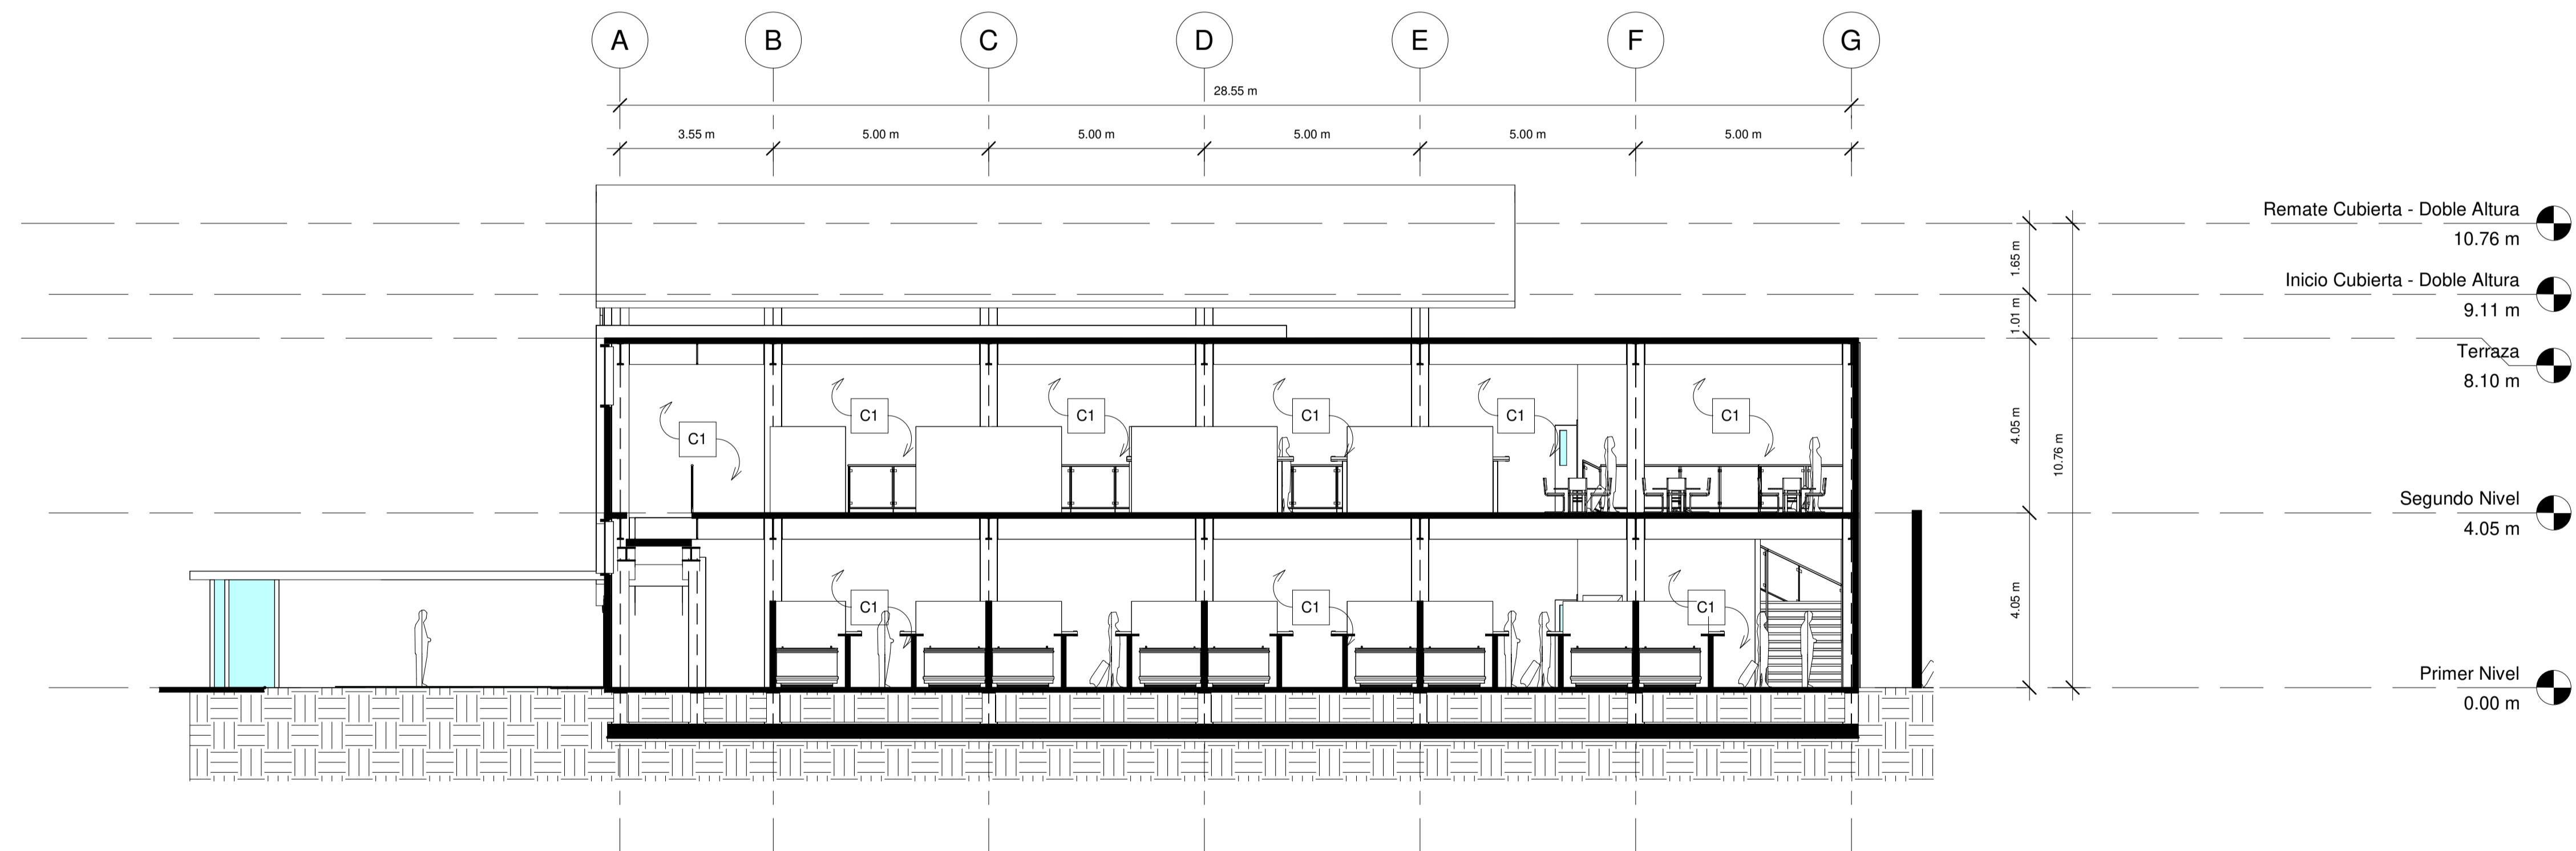 A
B
C
D
E
F
G
28.55 m
3.55 m
5.00 m
5.00 m
5.00 m
5.00 m
5.00 m
Remate Cubierta - Doble Altura
10.76 m
1.65 m
Inicio Cubierta - Doble Altura
9.11 m
1.01 m
Terraza
8.10 m
C1
C1
C1
C1
C1
C1
4.05 m
10.76 m
Segundo Nivel
4.05 m
C1
C1
C1
4.05 m
Primer Nivel
0.00 m